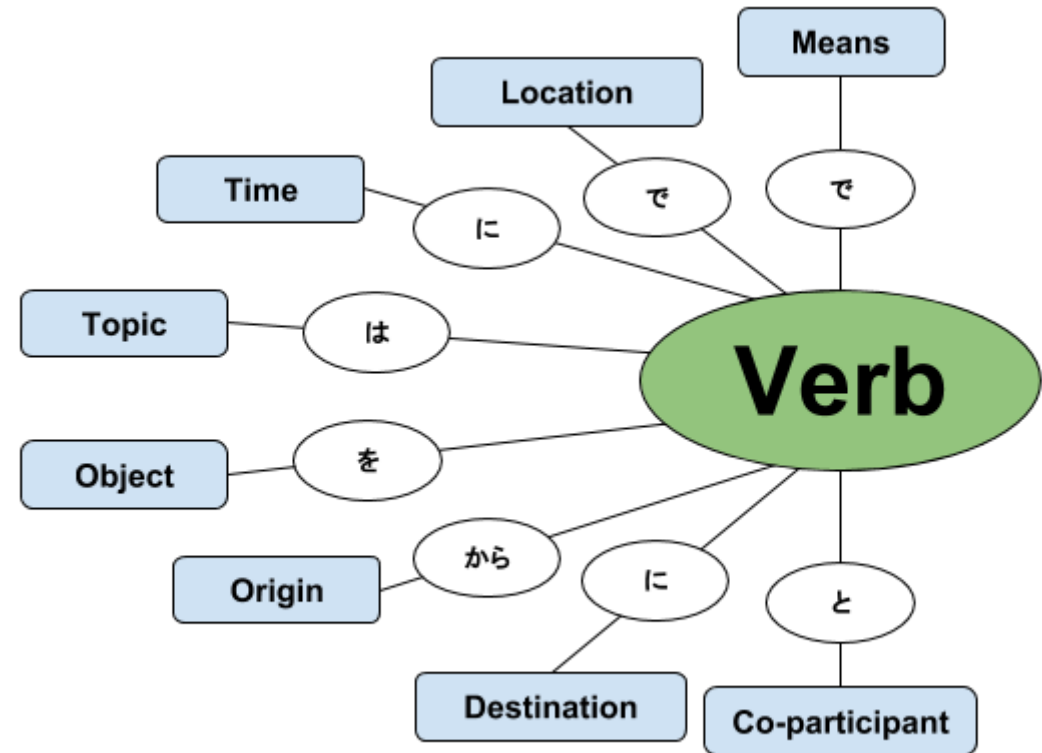 Means
Location
で
で
Time
に
Topic
は
Verb
Object
を
から
に
Origin
と
Destination
Co-participant